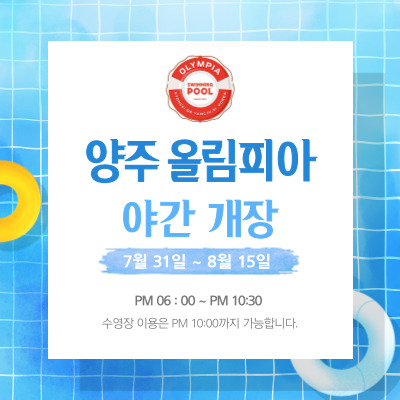 OLYMPIA
SWIMMING
POOL
양주 올림피아
야간 개장
7월 31일 ~ 8월 15일
PM 06 : 00 ~ PM 10:30
수영장 이용은 PM 10:00까지 가능합니다.